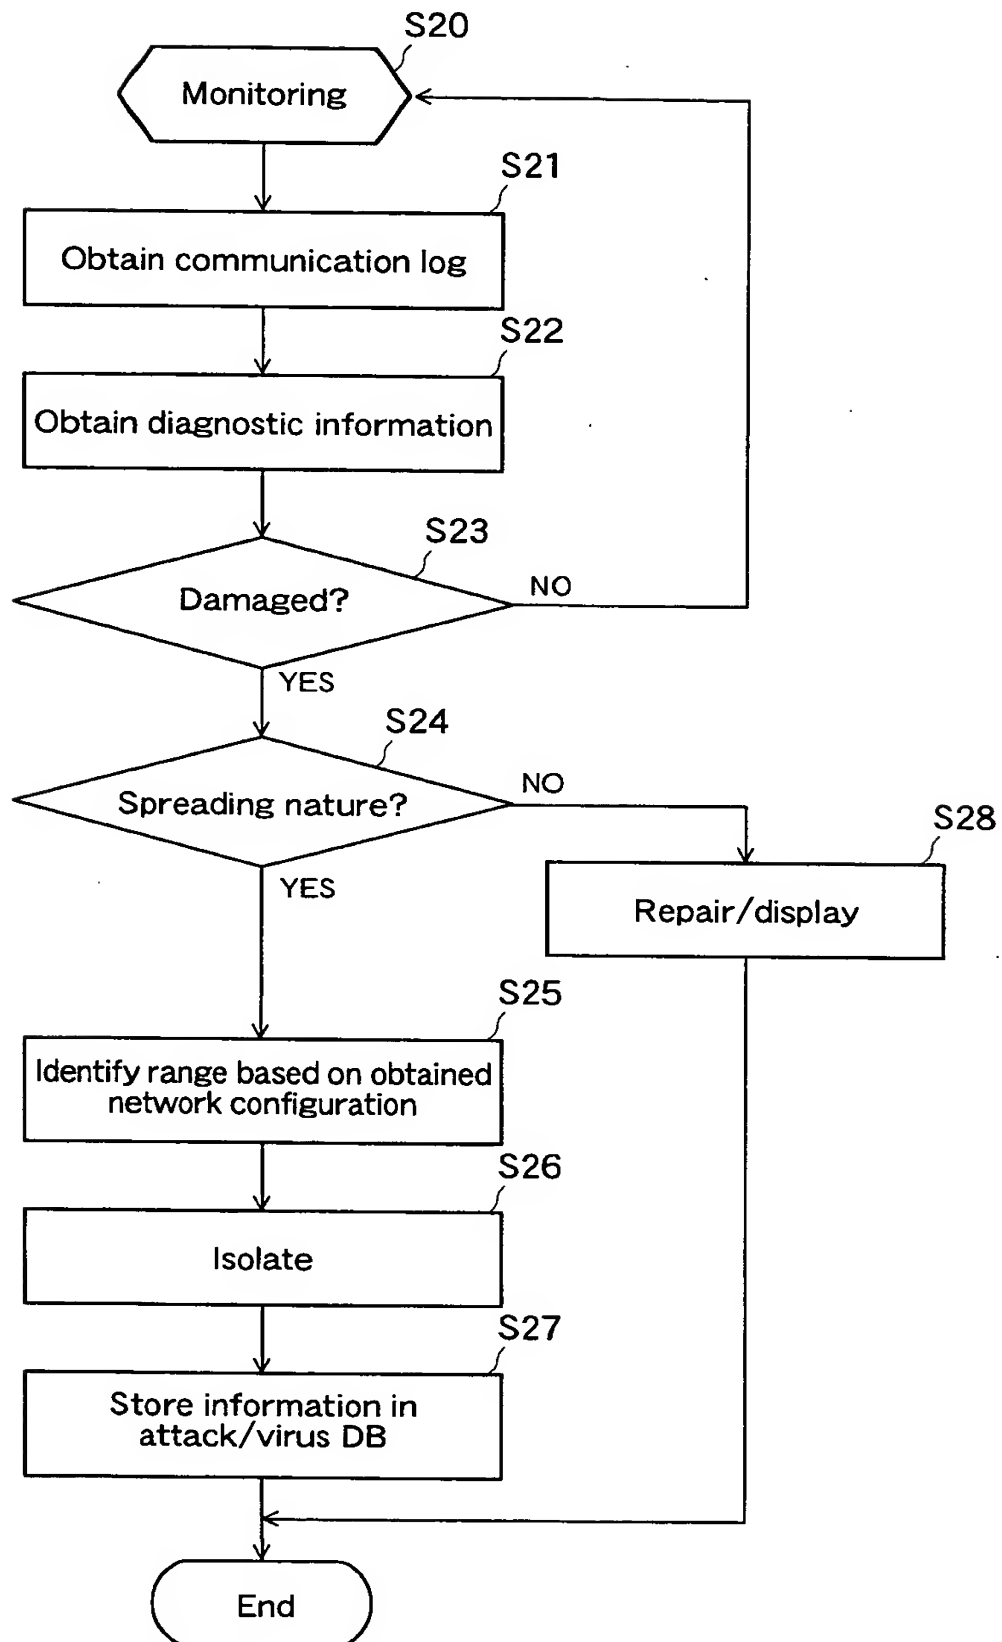 S20
Monitoring
S21
Obtain communication log
S22
Obtain diagnostic information
S23
Damaged?
NO
YES
S24
Spreading nature?
NO
YES
S28
Repair/display
S25
Identify range based on obtained
network configuration
S26
Isolate
S27
Store information in
attack/virus DB
End